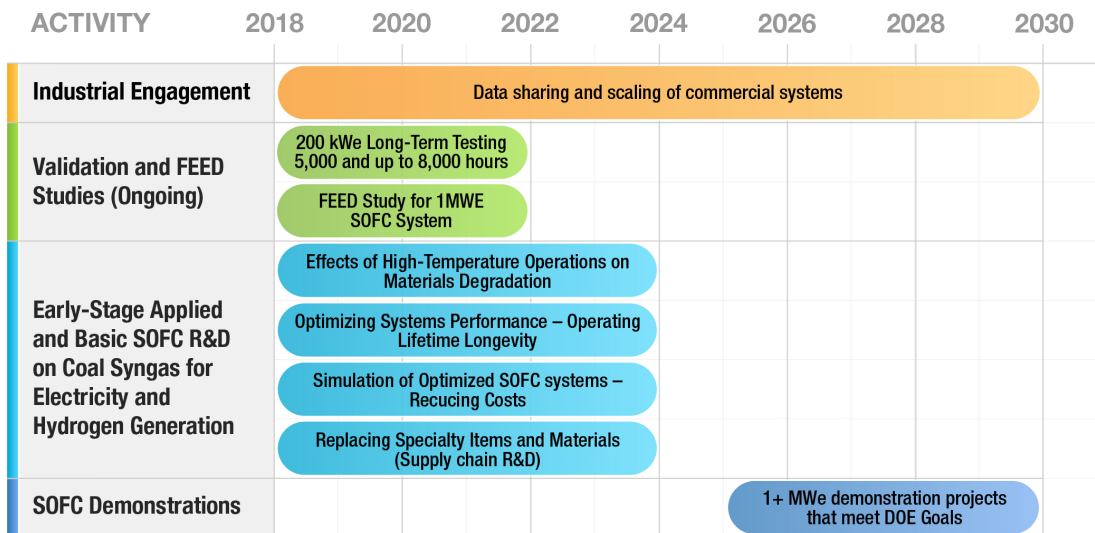 ACTIVITY 2018 2020 2022 2024 2026 2028 2030
Industrial Engagement
Data sharing and scaling of commercial systems
Validation and FEED
Studies (Ongoing)
200 kWe Long-Term Testing
5,000 and up to 8,000 hours
FEED Study for 1MWE
SOFC System
Early-Stage Applied
and Basic SOFC R&D
on Coal Syngas for
Electricity and
Hydrogen Generation
Effects of High-Temperature Operations on
Materials Degradation
Optimizing Systems Performance – Operating
Lifetime Longevity
Simulation of Optimized SOFC systems –
Recucing Costs
Replacing Specialty Items and Materials
(Supply chain R&D)
SOFC Demonstrations
1+ MWe demonstration projects
that meet DOE Goals